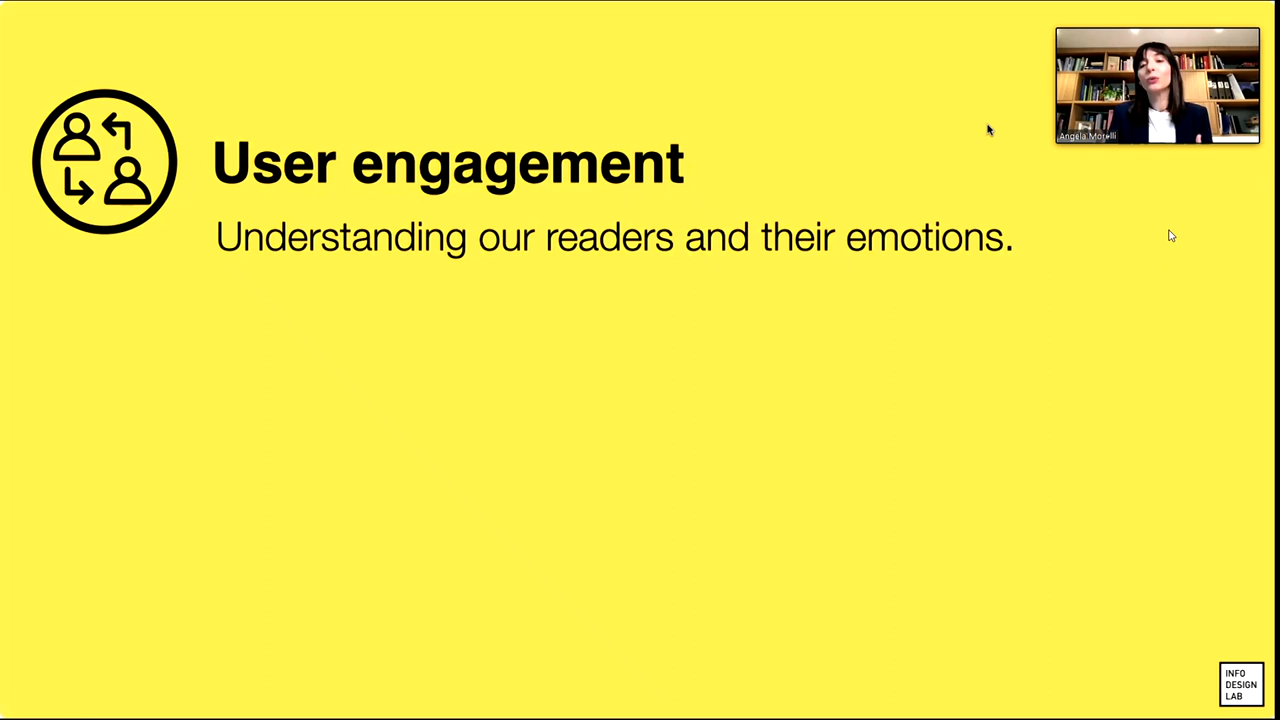 User engagement
Understanding our readers and their emotions.
Angela Morelli
INFO
DESIGN
LAB